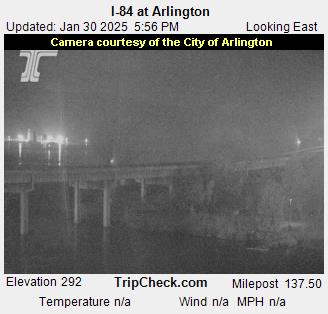 I-84 at Arlington
Updated: Jan 30 2025 5:56 PM Looking East
Camera courtesy of the City of Arlington
Elevation 292 TripCheck.com Milepost 137.50
Temperature n/a Wind n/a MPH n/a